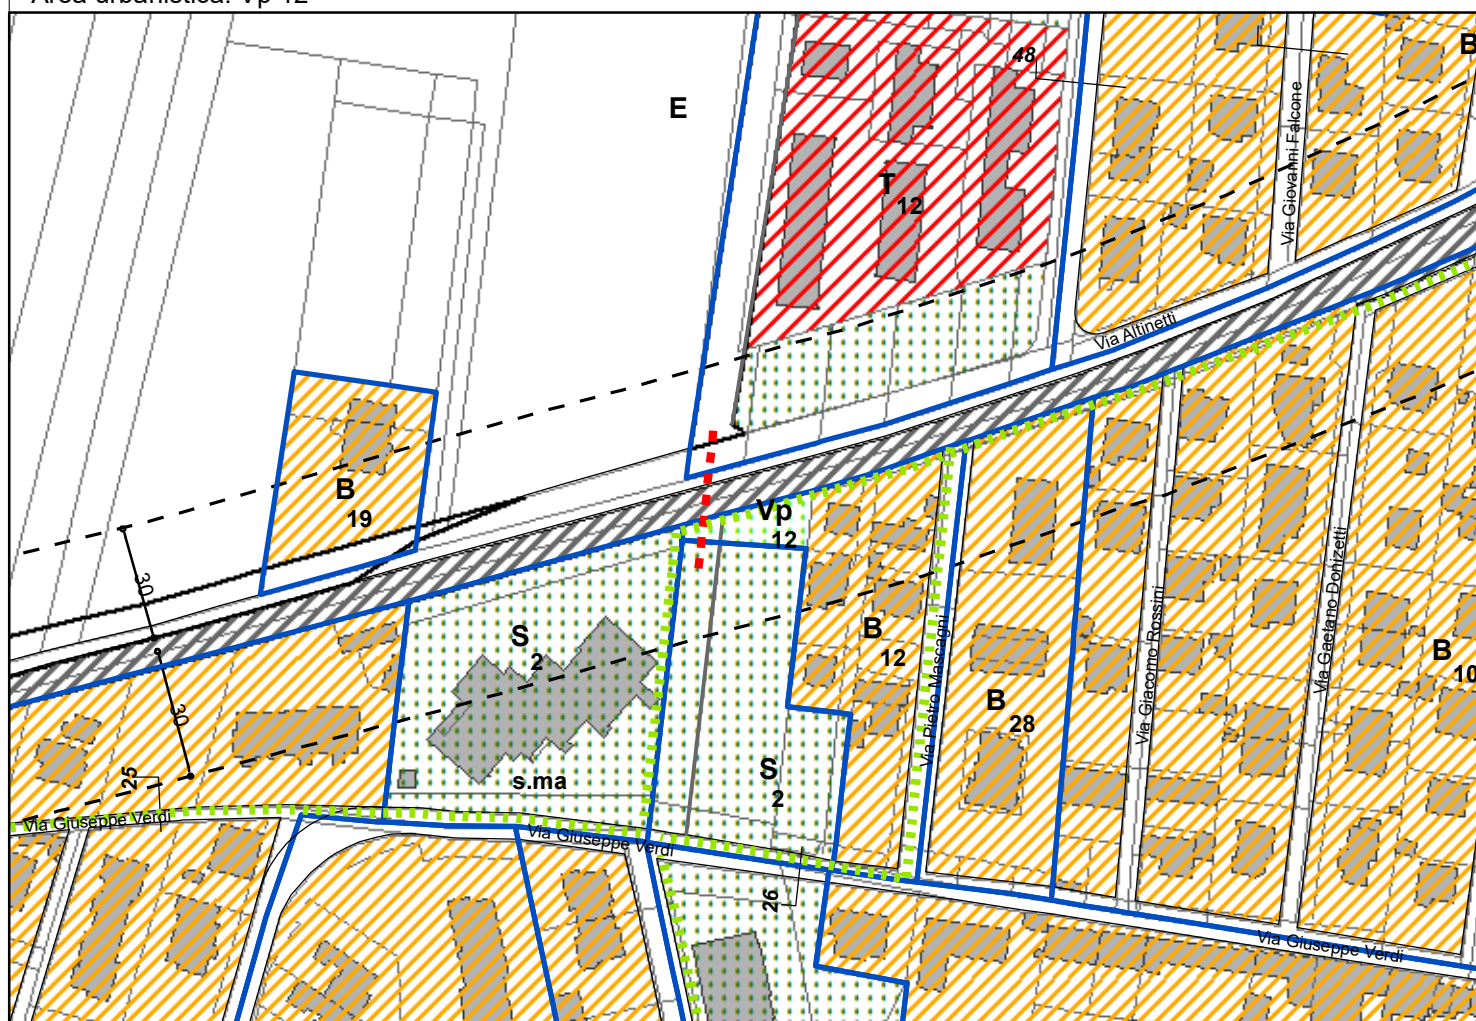 Area urbanistica: Vp 12
E
48
B
T
12
Via Giovanni Falcone
Via Altinetti
B
19
Vp
12
30
30
S
2
s.ma
B
12
Via Pietro Mascagni
B
28
Via Giacomo Rossini
Via Gaetano Donizetti
B
10
S
2
25
Via Giuseppe Verdi
Via Giuseppe Verdi
26
Via Giuseppe Verdi